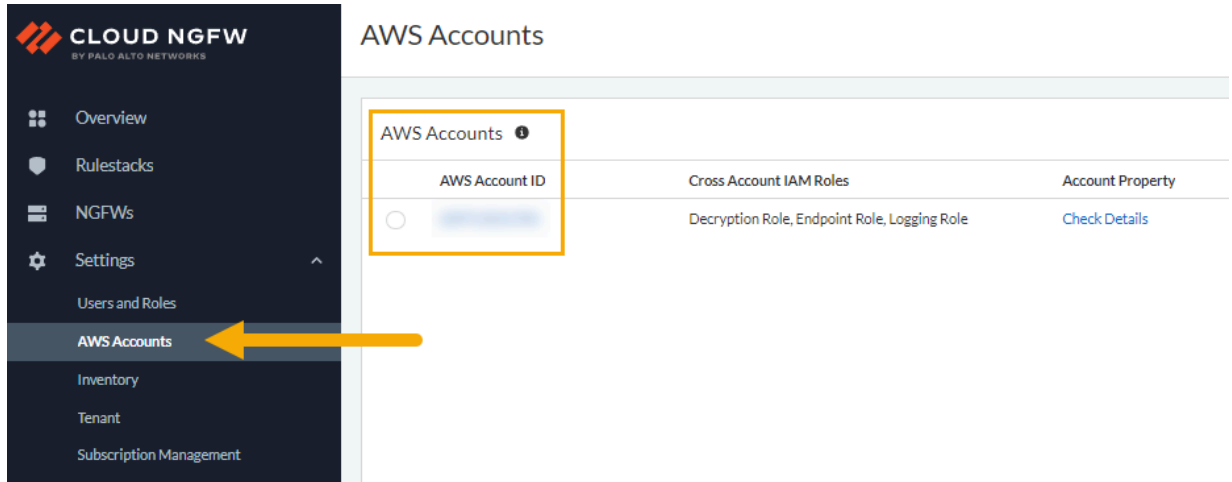 CLOUD NGFW
BY PALO ALTO NETWORKS
Overview
Rulestacks
NGFWs
Settings
Users and Roles
AWS Accounts
Inventory
Tenant
Subscription Management
AWS Accounts
AWS Accounts
AWS Account ID Cross Account IAM Roles Account Property
Decryption Role, Endpoint Role, Logging Role Check Details